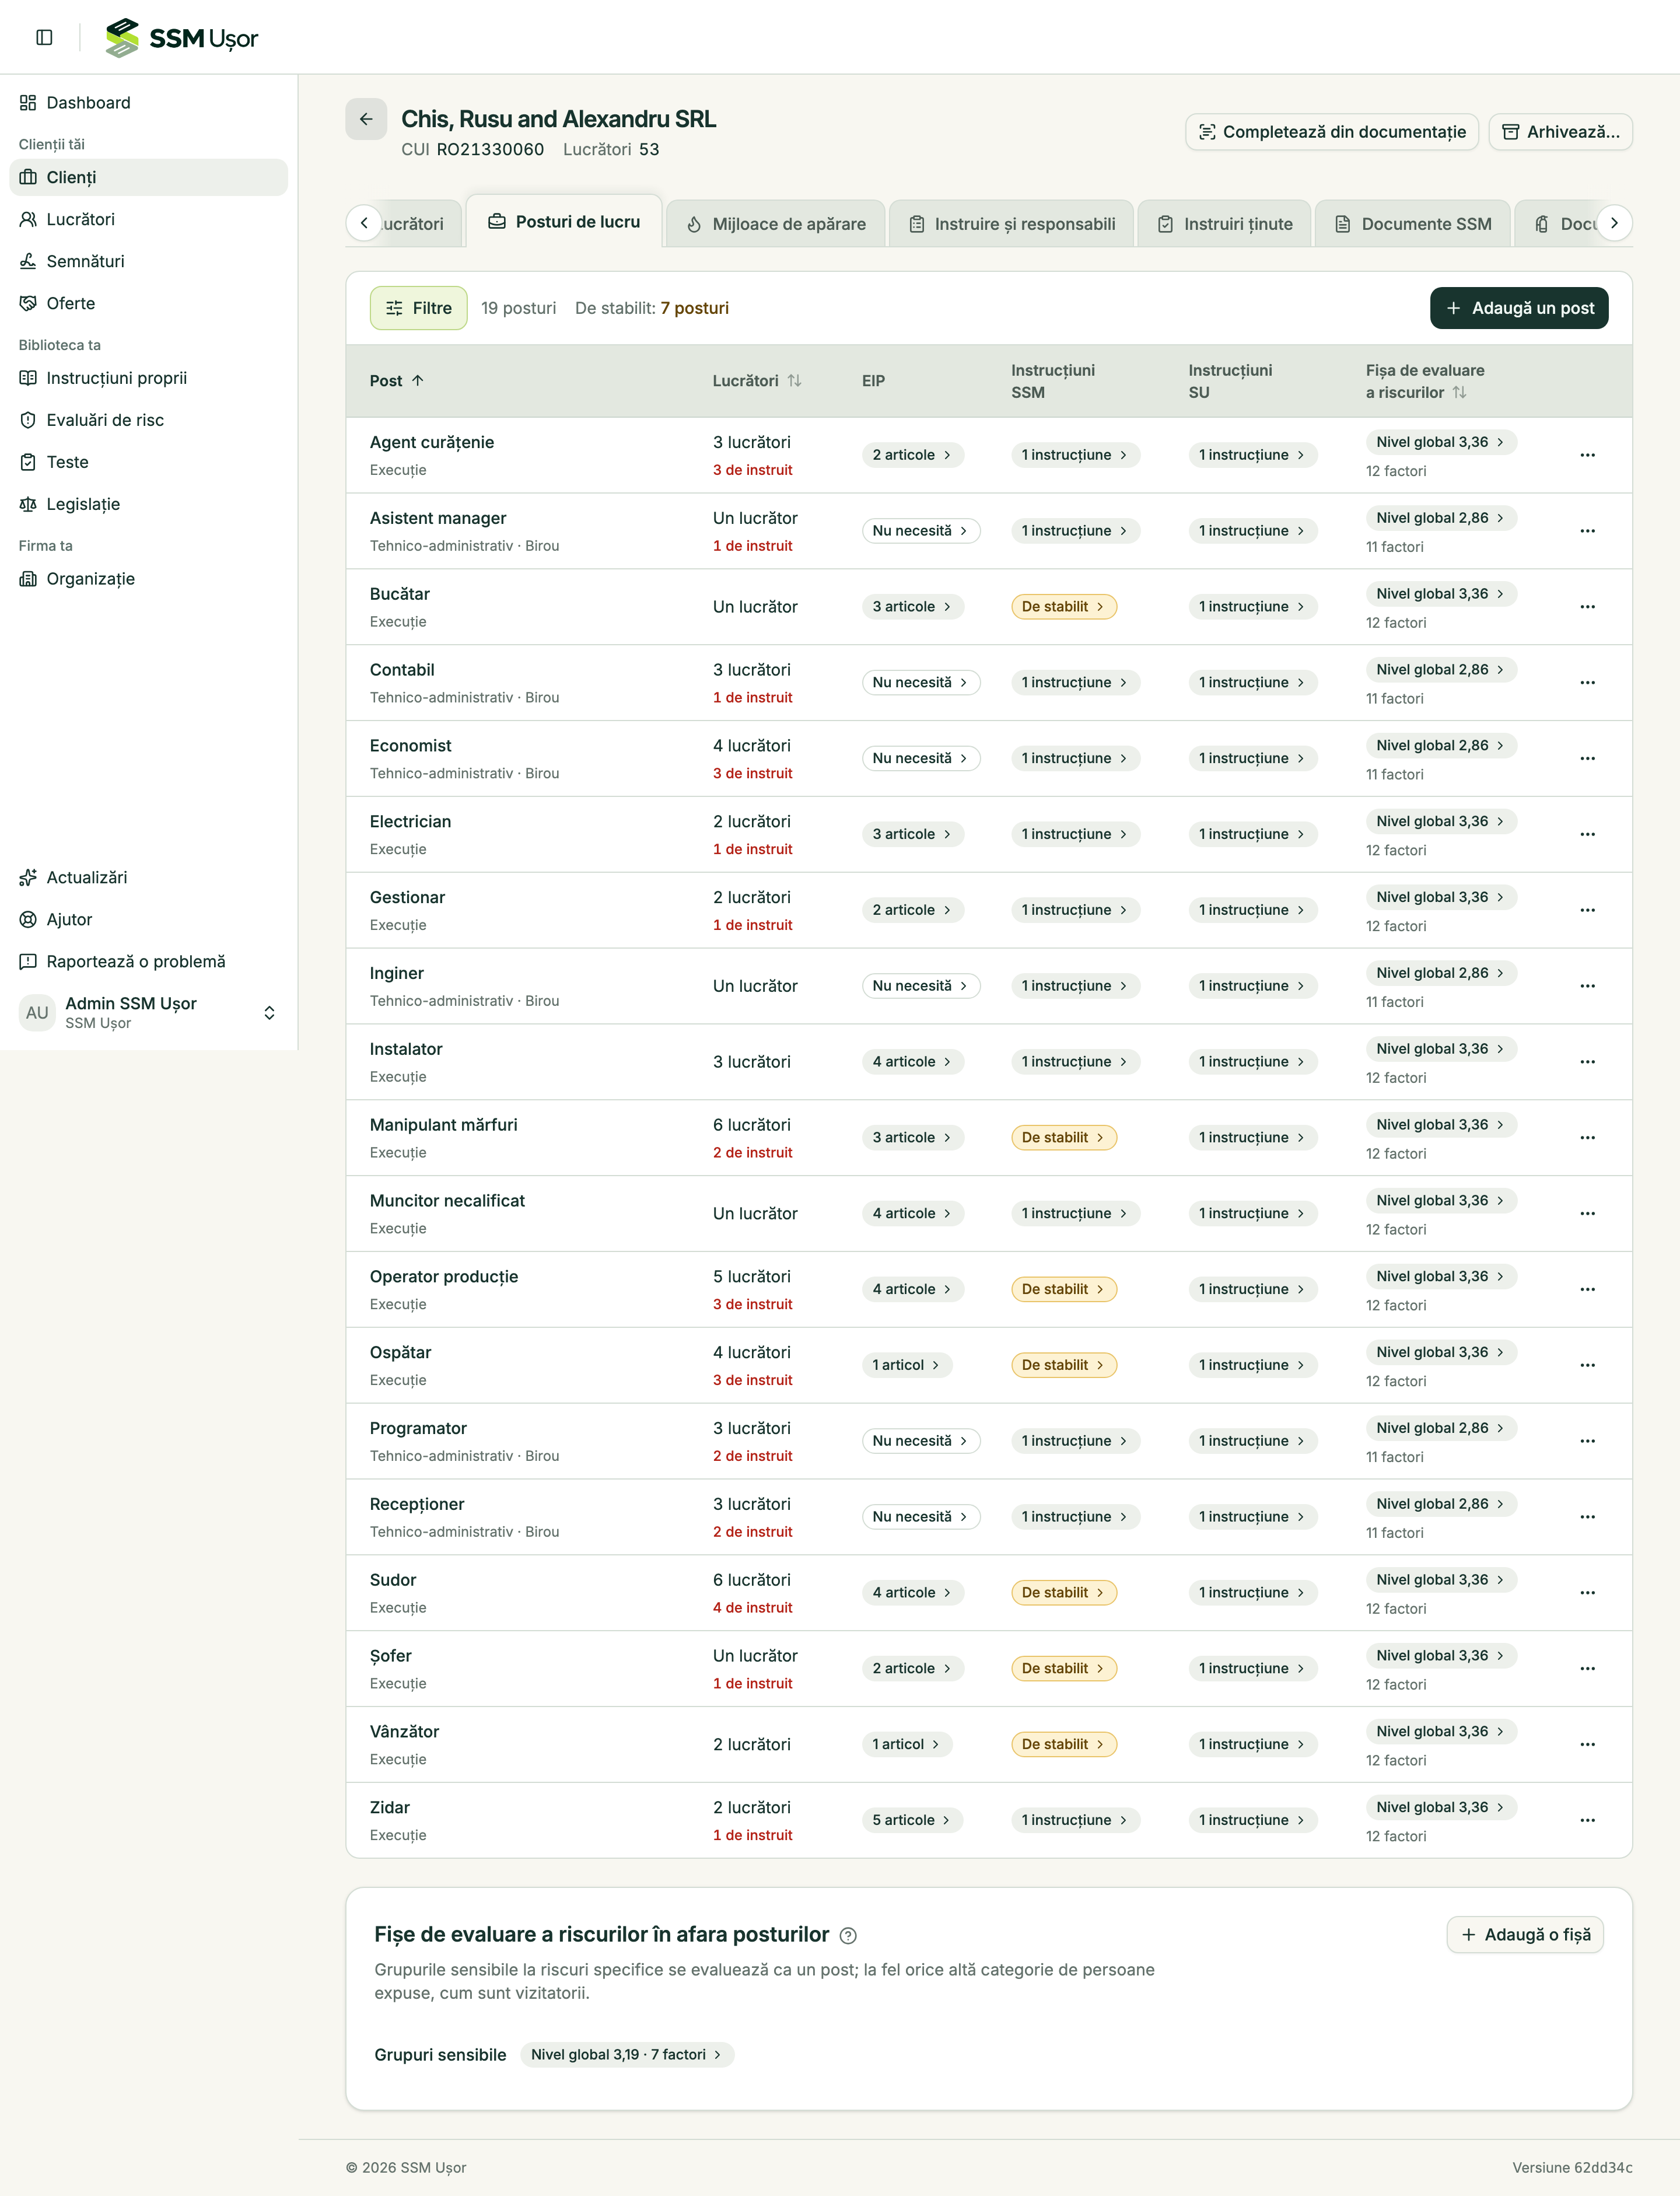 SSM Ușor
Dashboard
Clienții tăi
Clienți
Lucrători
Semnături
Oferte
Biblioteca ta
Instrucțiuni proprii
Evaluări de risc
Teste
Legislație
Firma ta
Organizație
Actualizări
Ajutor
Raportează o problemă
AU
Admin SSM Ușor
SSM Ușor
Chis, Rusu and Alexandru SRL
CUI RO21330060 Lucrători 53
Completează din documentație
Arhivează...
ucrători
Posturi de lucru
Mijloace de apărare
Instruire și responsabili
Instruiri ținute
Documente SSM
Docu
Filtre 19 posturi De stabilit: 7 posturi
Adaugă un post
Post Lucrători EIP Instrucțiuni SSM Instrucțiuni SU Fișa de evaluare a riscurilor
Agent curățenie 3 lucrători 2 articole 1 instrucțiune 1 instrucțiune Nivel global 3,36
Execuție 3 de instruit 12 factori
Asistent manager Un lucrător Nu necesită 1 instrucțiune 1 instrucțiune Nivel global 2,86
Tehnico-administrativ · Birou 1 de instruit 11 factori
Bucătar Un lucrător 3 articole De stabilit 1 instrucțiune Nivel global 3,36
Execuție 12 factori
Contabil 3 lucrători Nu necesită 1 instrucțiune 1 instrucțiune Nivel global 2,86
Tehnico-administrativ · Birou 1 de instruit 11 factori
Economist 4 lucrători Nu necesită 1 instrucțiune 1 instrucțiune Nivel global 2,86
Tehnico-administrativ · Birou 3 de instruit 11 factori
Electrician 2 lucrători 3 articole 1 instrucțiune 1 instrucțiune Nivel global 3,36
Execuție 1 de instruit 12 factori
Gestionar 2 lucrători 2 articole 1 instrucțiune 1 instrucțiune Nivel global 3,36
Execuție 1 de instruit 12 factori
Inginer Un lucrător Nu necesită 1 instrucțiune 1 instrucțiune Nivel global 2,86
Tehnico-administrativ · Birou 11 factori
Instalator 3 lucrători 4 articole 1 instrucțiune 1 instrucțiune Nivel global 3,36
Execuție 12 factori
Manipulant mărfuri 6 lucrători 3 articole De stabilit 1 instrucțiune Nivel global 3,36
Execuție 2 de instruit 12 factori
Muncitor necalificat Un lucrător 4 articole 1 instrucțiune 1 instrucțiune Nivel global 3,36
Execuție 12 factori
Operator producție 5 lucrători 4 articole De stabilit 1 instrucțiune Nivel global 3,36
Execuție 3 de instruit 12 factori
Ospătar 4 lucrători 1 articol De stabilit 1 instrucțiune Nivel global 3,36
Execuție 3 de instruit 12 factori
Programator 3 lucrători Nu necesită 1 instrucțiune 1 instrucțiune Nivel global 2,86
Tehnico-administrativ · Birou 2 de instruit 11 factori
Recepționer 3 lucrători Nu necesită 1 instrucțiune 1 instrucțiune Nivel global 2,86
Tehnico-administrativ · Birou 2 de instruit 11 factori
Sudor 6 lucrători 4 articole De stabilit 1 instrucțiune Nivel global 3,36
Execuție 4 de instruit 12 factori
Șofer Un lucrător 2 articole De stabilit 1 instrucțiune Nivel global 3,36
Execuție 1 de instruit 12 factori
Vânzător 2 lucrători 1 articol De stabilit 1 instrucțiune Nivel global 3,36
Execuție 12 factori
Zidar 2 lucrători 5 articole 1 instrucțiune 1 instrucțiune Nivel global 3,36
Execuție 1 de instruit 12 factori
Fișe de evaluare a riscurilor în afara posturilor
Adaugă o fișă
Grupurile sensibile la riscuri specifice se evaluează ca un post; la fel orice altă categorie de persoane
expuse, cum sunt vizitatorii.
Grupuri sensibile Nivel global 3,19 · 7 factori
© 2026 SSM Ușor Versiune 62dd34c